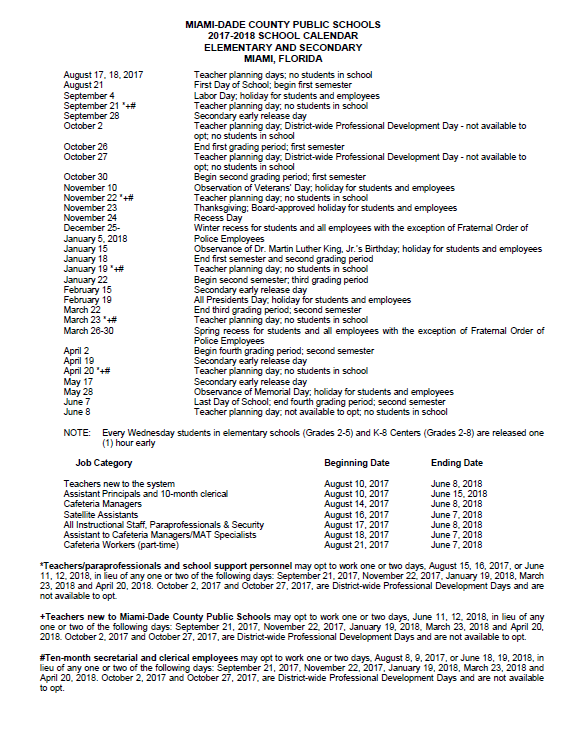 MIAMI-DADE COUNTY PUBLIC SCHOOLS
2017-2018 SCHOOL CALENDAR
ELEMENTARY AND SECONDARY
MIAMI, FLORIDA
August 17, 18, 2017 Teacher planning days; no students in school
August 21 First Day of School; begin first semester
September 4 Labor Day; holiday for students and employees
September 21 *+# Teacher planning day; no students in school
September 28 Secondary early release day
October 2 Teacher planning day; District-wide Professional Development Day - not available to
opt; no students in school
October 26 End first grading period; first semester
October 27 Teacher planning day; District-wide Professional Development Day - not available to
opt; no students in school
October 30 Begin second grading period; first semester
November 10 Observation of Veterans' Day; holiday for students and employees
November 22 *+# Teacher planning day; no students in school
November 23 Thanksgiving; Board-approved holiday for students and employees
November 24 Recess Day
December 25- Winter recess for students and all employees with the exception of Fraternal Order of
January 5, 2018 Police Employees
January 15 Observance of Dr. Martin Luther King, Jr.'s Birthday; holiday for students and employees
January 18 End first semester and second grading period
January 19 *+# Teacher planning day; no students in school
January 22 Begin second semester; third grading period
February 15 Secondary early release day
February 19 All Presidents Day; holiday for students and employees
March 22 End third grading period; second semester
March 23 *+# Teacher planning day; no students in school
March 26-30 Spring recess for students and all employees with the exception of Fraternal Order of
Police Employees
April 2 Begin fourth grading period; second semester
April 19 Secondary early release day
April 20 *+# Teacher planning day; no students in school
May 17 Secondary early release day
May 28 Observance of Memorial Day; holiday for students and employees
June 7 Last Day of School; end fourth grading period; second semester
June 8 Teacher planning day; not available to opt; no students in school
NOTE: Every Wednesday students in elementary schools (Grades 2-5) and K-8 Centers (Grades 2-8) are released one
(1) hour early
Job Category Beginning Date Ending Date
Teachers new to the system August 10, 2017 June 8, 2018
Assistant Principals and 10-month clerical August 10, 2017 June 15, 2018
Cafeteria Managers August 14, 2017 June 8, 2018
Satellite Assistants August 16, 2017 June 7, 2018
All Instructional Staff, Paraprofessionals & Security August 17, 2017 June 8, 2018
Assistant to Cafeteria Managers/MAT Specialists August 18, 2017 June 7, 2018
Cafeteria Workers (part-time) August 21, 2017 June 7, 2018
*Teachers/paraprofessionals and school support personnel may opt to work one or two days, August 15, 16, 2017, or June
11, 12, 2018, in lieu of any one or two of the following days: September 21, 2017, November 22, 2017, January 19, 2018, March
23, 2018 and April 20, 2018. October 2, 2017 and October 27, 2017, are District-wide Professional Development Days and are
not available to opt.
+Teachers new to Miami-Dade County Public Schools may opt to work one or two days, June 11, 12, 2018, in lieu of any
one or two of the following days: September 21, 2017, November 22, 2017, January 19, 2018, March 23, 2018 and April 20,
2018. October 2, 2017 and October 27, 2017, are District-wide Professional Development Days and are not available to opt.
#Ten-month secretarial and clerical employees may opt to work one or two days, August 8, 9, 2017, or June 18, 19, 2018, in
lieu of any one or two of the following days: September 21, 2017, November 22, 2017, January 19, 2018, March 23, 2018 and
April 20, 2018. October 2, 2017 and October 27, 2017, are District-wide Professional Development Days and are not available
to opt.